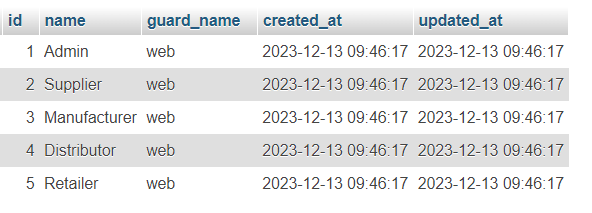 id name guard_name created_at updated_at
1 Admin web 2023-12-13 09:46:17 2023-12-13 09:46:17
2 Supplier web 2023-12-13 09:46:17 2023-12-13 09:46:17
3 Manufacturer web 2023-12-13 09:46:17 2023-12-13 09:46:17
4 Distributor web 2023-12-13 09:46:17 2023-12-13 09:46:17
5 Retailer web 2023-12-13 09:46:17 2023-12-13 09:46:17